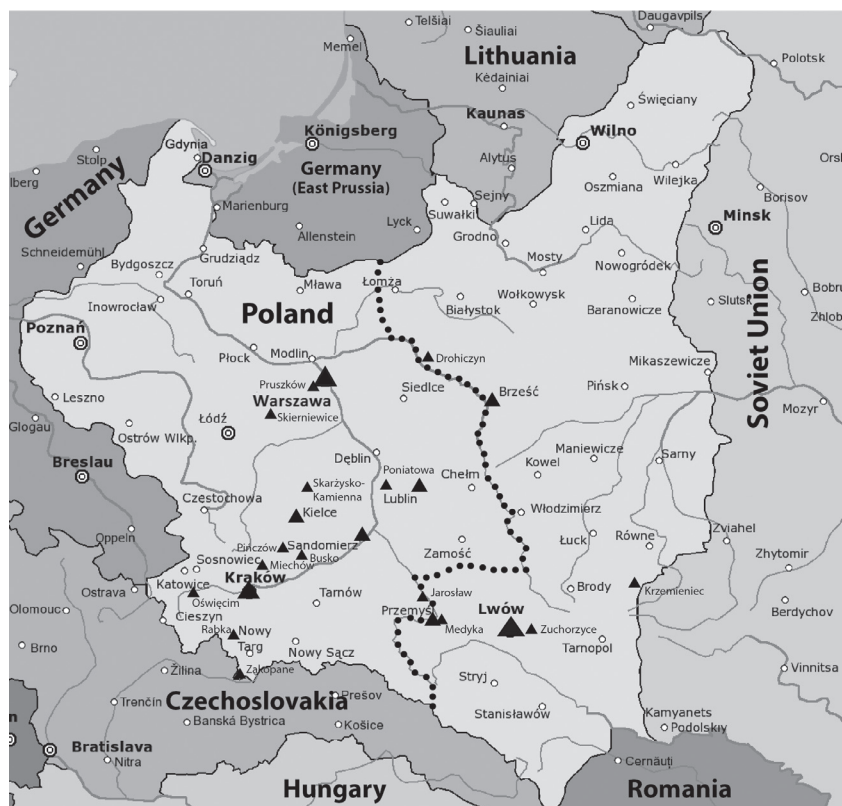 Telšiai
Šiauliai
Daugavpils
Memel
Lithuania
Polotsk
Kėdainiai
Święciany
Kaunas
Königsberg
Wilno
Gdynia
Stolp
Danzig
Germany
Germany
(East Prussia)
Alytus
Wilejka
Oszmiana
Borisov
Marienburg
Suwałki
Sejny
Lyck
Minsk
Lida
Allenstein
Grodno
Schneidemühl
Grudziądz
Mosty
Nowogródek
Bydgoszcz
Toruń
Mława
Łomża
Wołkowysk
Inowrocław
Białystok
Baranowicze
Slutsk
Soviet Union
Poland
Poznań
Płock
Modlin
Drohiczyn
Mikaszewicze
Pruszków
Siedlce
Brześć
Pińsk
Leszno
Warszawa
Skierniewice
Mozyr
Glogau
Łódź
Ostrów Wlkp.
Breslau
Dęblin
Poniatowa
Maniewicze
Sarny
Chełm
Kowel
Skarżysko-
Kamienna
Lublin
Częstochowa
Kielce
Włodzimierz
Oppeln
Łuck
Równe
Zviahel
Zamość
Pińczów
Sandomierz
Sosnowiec
Busko
Miechów
Zhytomir
Katowice
Kraków
Brody
Krzemieniec
Ostrava
Oświęcim
Tarnów
Jarosław
Olomouc
Cieszyn
Przemyśl
Lwów
Berdychov
Rabka
Nowy
Targ
Medyka
Zuchorzyce
Tarnopol
Brno
Nowy Sącz
Žilina
Zakopane
Stryj
Vinnitsa
Czechoslovakia
Prešov
Trenčín
Banská Bystrica
Košice
Stanisławów
Kamyanets
Podolskiy
Bratislava
Nitra
Cernăuți
Hungary
Romania